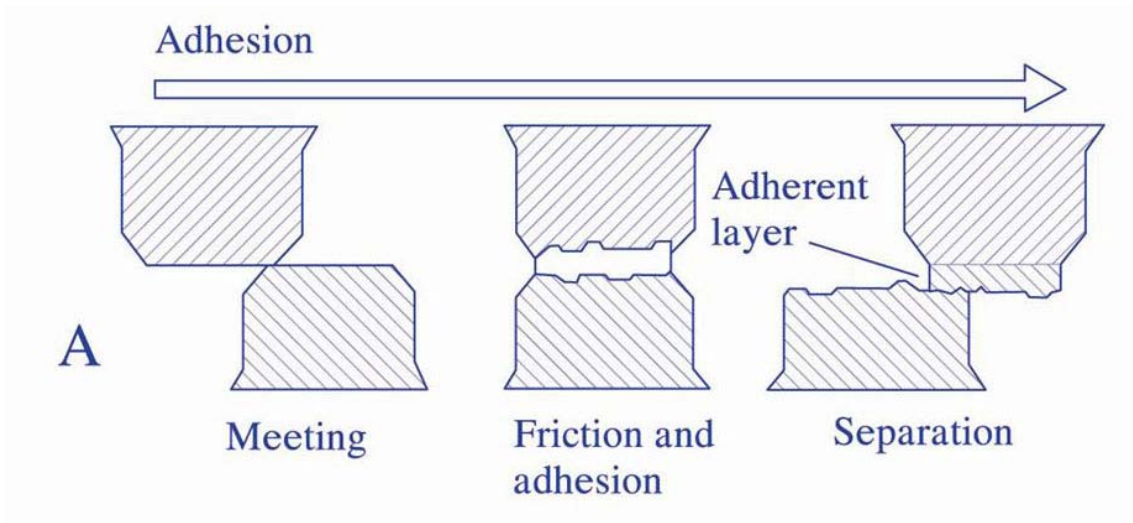 Adhesion
Adherent
layer
A
Meeting
Friction and
adhesion
Separation